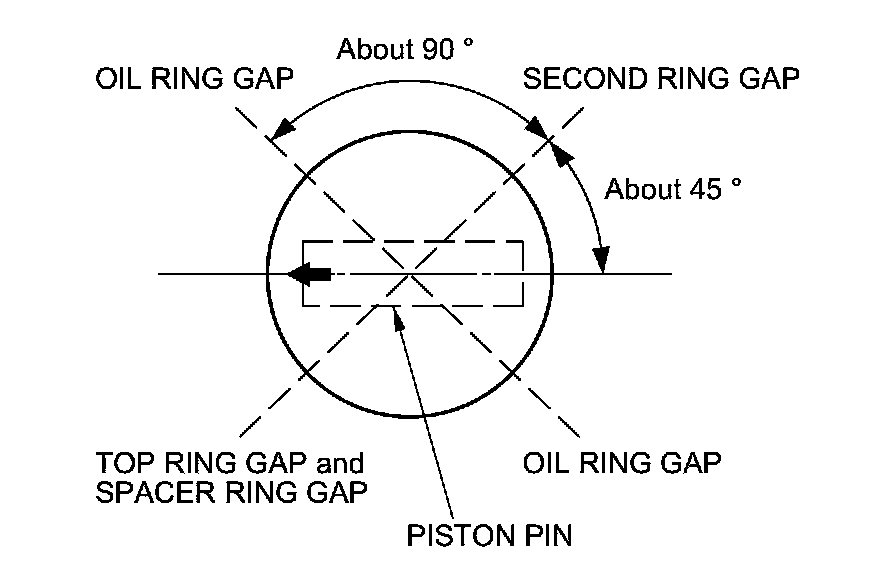 About 90 °
OIL RING GAP
SECOND RING GAP
About 45 °
TOP RING GAP and
SPACER RING GAP
OIL RING GAP
PISTON PIN